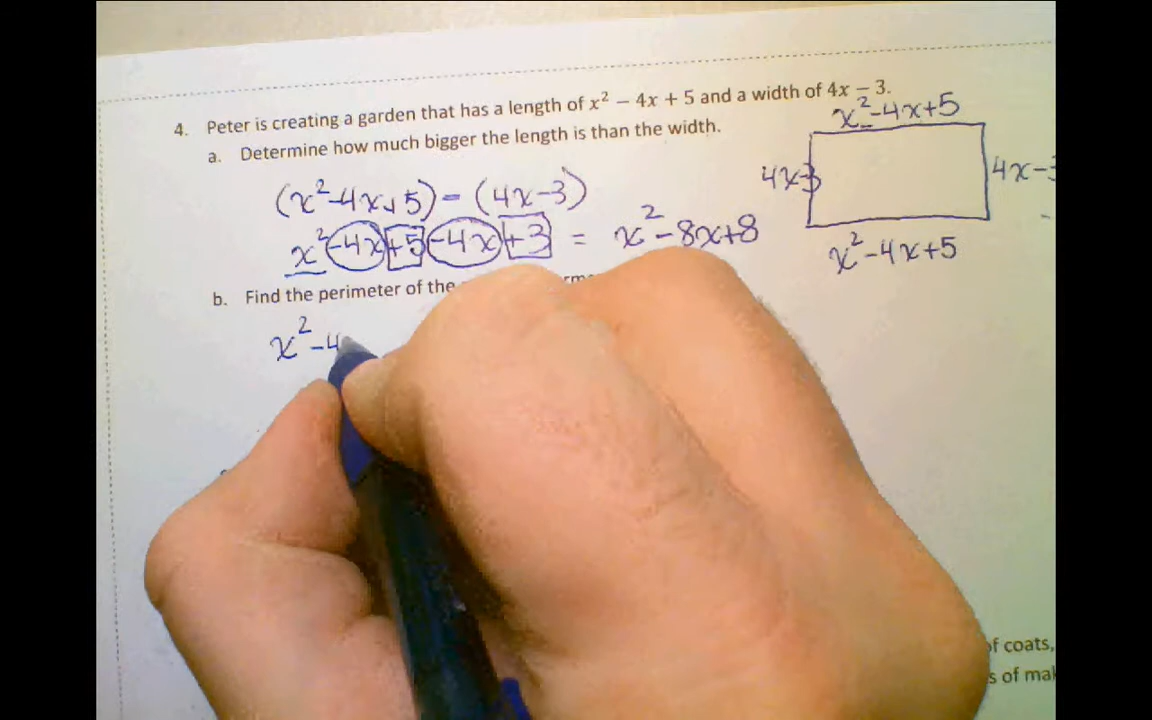 4. Peter is creating a garden that has a length of x² − 4x + 5 and a width of 4x − 3.
a. Determine how much bigger the length is than the width.
x²-4x+5
4x-3
4x-3
x²-4x+5
(x²-4x+5)-(4x-3)
x²-4x+5-4x+3 = x²-8x+8
b. Find the perimeter of the
x²-4
of coats,
s of